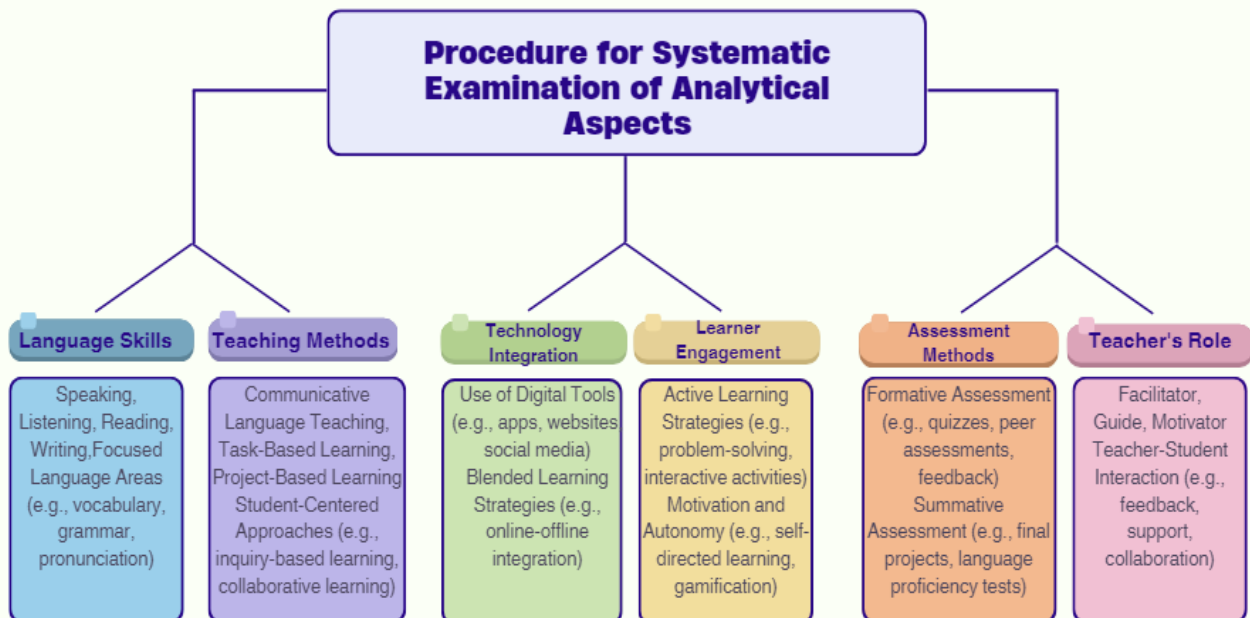 Procedure for Systematic
Examination of Analytical
Aspects
Language Skills
Speaking,
Listening, Reading,
Writing,Focused
Language Areas
(e.g., vocabulary,
grammar,
pronunciation)
Teaching Methods
Communicative
Language Teaching,
Task-Based Learning,
Project-Based Learning
Student-Centered
Approaches (e.g.,
inquiry-based learning,
collaborative learning)
Technology
Integration
Use of Digital Tools
(e.g., apps, websites
social media)
Blended Learning
Strategies (e.g.,
online-offline
integration)
Learner
Engagement
Active Learning
Strategies (e.g.,
problem-solving,
interactive activities)
Motivation and
Autonomy (e.g., self-
directed learning,
gamification)
Assessment
Methods
Formative Assessment
(e.g., quizzes, peer
assessments,
feedback)
Summative
Assessment (e.g., final
projects, language
proficiency tests)
Teacher's Role
Facilitator,
Guide, Motivator
Teacher-Student
Interaction (e.g.,
feedback,
support,
collaboration)